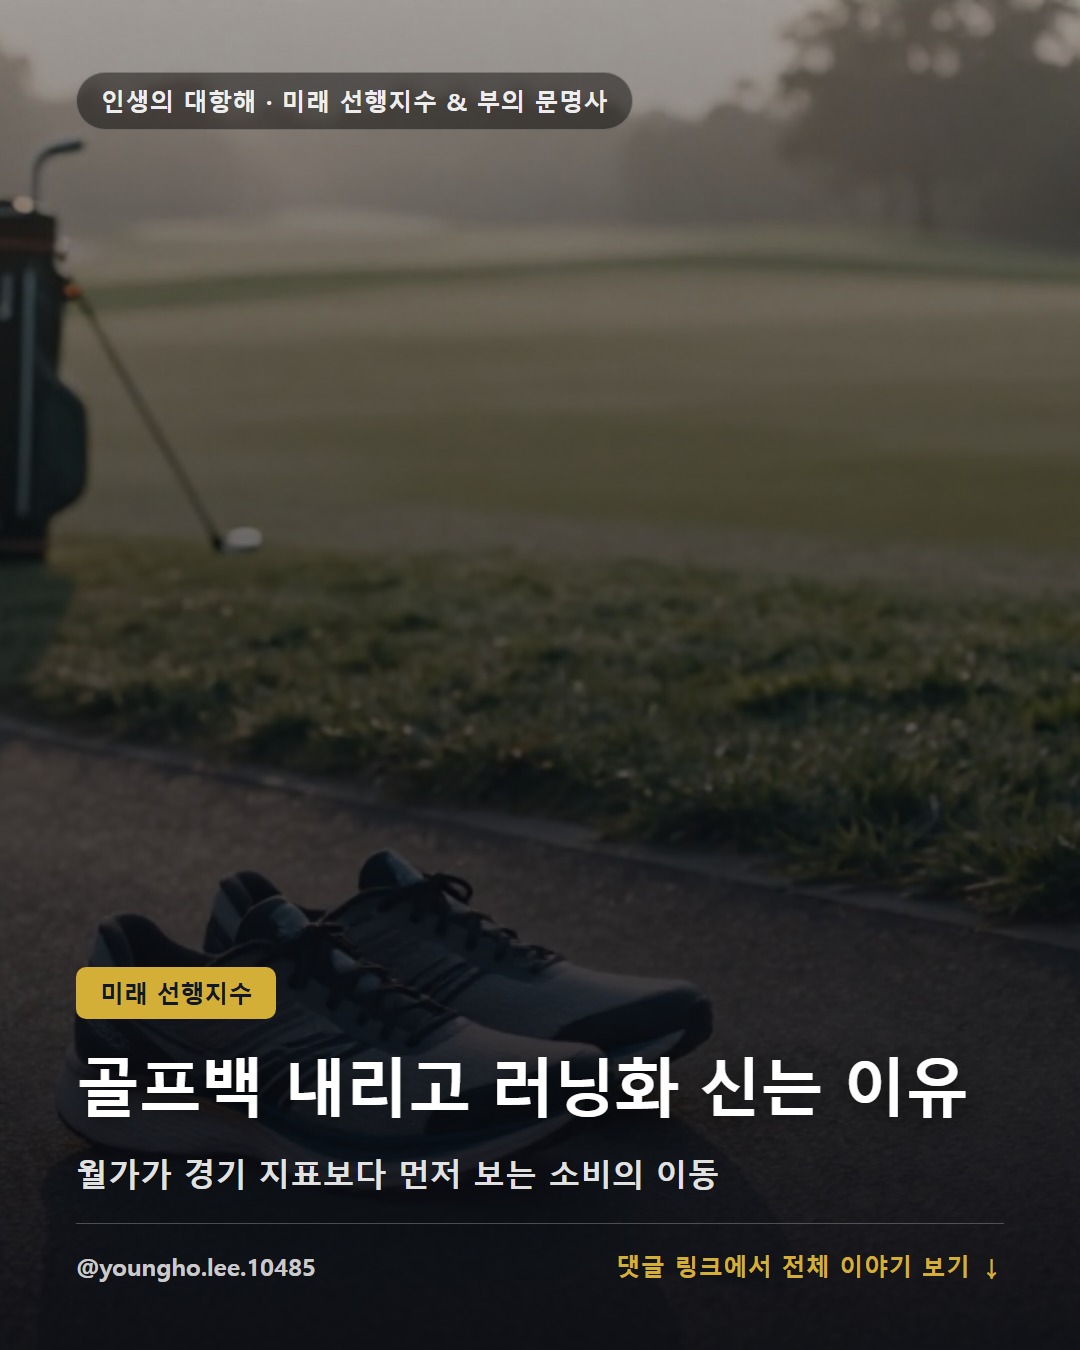 인생의 대항해 · 미래 선행지수 & 부의 문명사
미래 선행지수
골프백 내리고 러닝화 신는 이유
월가가 경기 지표보다 먼저 보는 소비의 이동
@youngho.lee.10485
댓글 링크에서 전체 이야기 보기 ↓